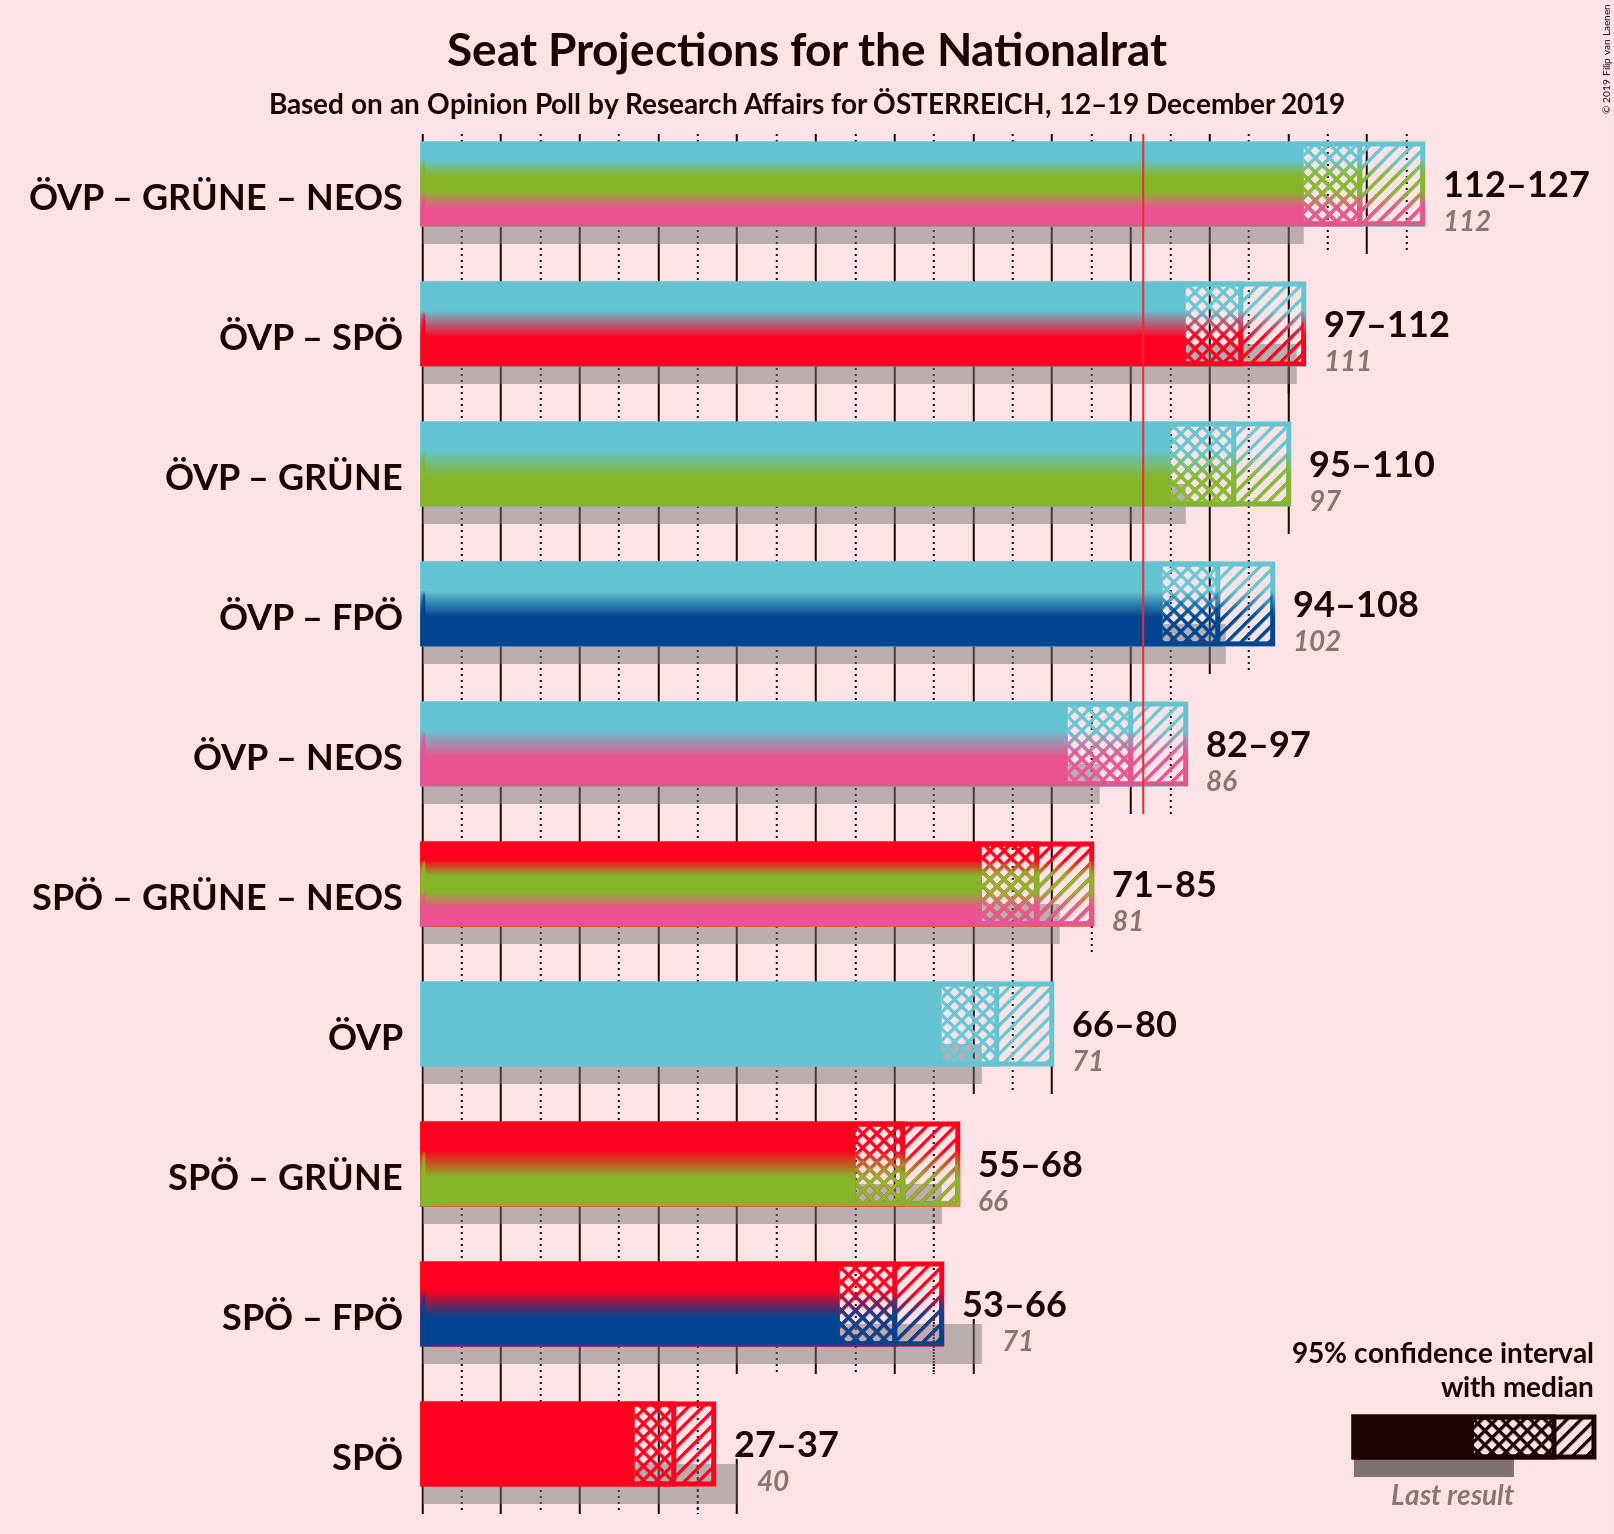 Seat Projections for the Nationalrat
Based on an Opinion Poll by Research Affairs for ÖSTERREICH, 12–19 December 2019
© 2019 Filip van Laenen
ÖVP – GRÜNE – NEOS
112–127
112
ÖVP – SPÖ
97–112
111
ÖVP – GRÜNE
95–110
97
ÖVP – FPÖ
94–108
102
ÖVP – NEOS
82–97
86
SPÖ – GRÜNE – NEOS
71–85
81
ÖVP
66–80
71
SPÖ – GRÜNE
55–68
66
SPÖ – FPÖ
53–66
71
SPÖ
27–37
40
95% confidence interval
with median
Last result